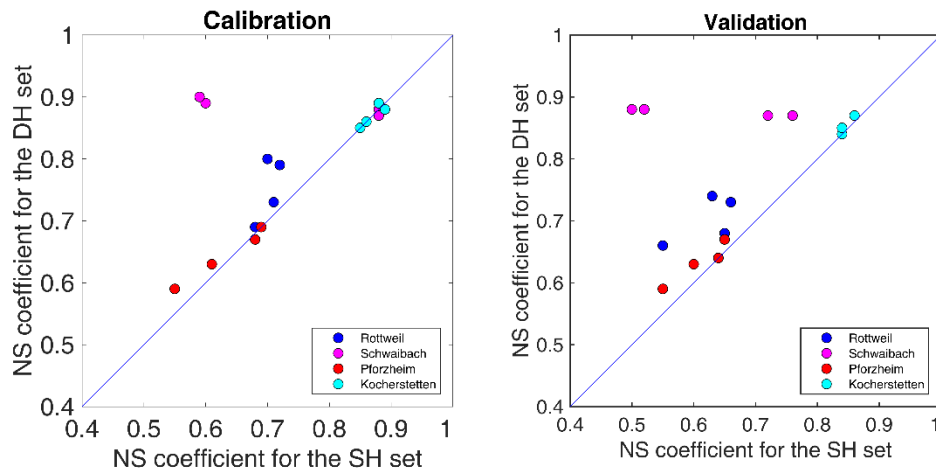 Calibration
NS coefficient for the DH set
1
0.9
0.8
0.7
0.6
0.5
0.4
0.4 0.5 0.6 0.7 0.8 0.9 1
NS coefficient for the SH set
Rottweil
Schwaibach
Pforzheim
Kocherstetten
Validation
NS coefficient for the DH set
1
0.9
0.8
0.7
0.6
0.5
0.4
0.4 0.5 0.6 0.7 0.8 0.9 1
NS coefficient for the SH set
Rottweil
Schwaibach
Pforzheim
Kocherstetten